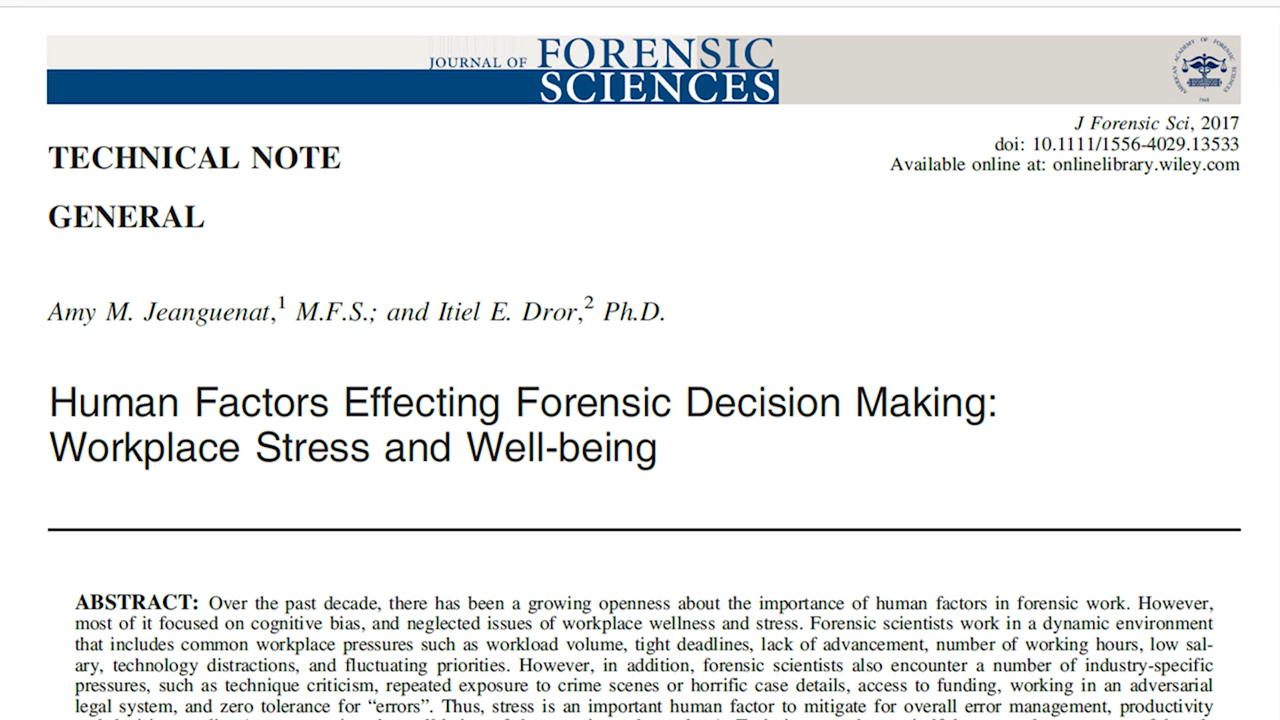 JOURNAL OF FORENSIC
SCIENCES
J Forensic Sci, 2017
doi: 10.1111/1556-4029.13533
Available online at: onlinelibrary.wiley.com
TECHNICAL NOTE
GENERAL
Amy M. Jeanguenat,1 M.F.S.; and Itiel E. Dror,2 Ph.D.
Human Factors Effecting Forensic Decision Making:
Workplace Stress and Well-being
ABSTRACT: Over the past decade, there has been a growing openness about the importance of human factors in forensic work. However,
most of it focused on cognitive bias, and neglected issues of workplace wellness and stress. Forensic scientists work in a dynamic environment
that includes common workplace pressures such as workload volume, tight deadlines, lack of advancement, number of working hours, low sal-
ary, technology distractions, and fluctuating priorities. However, in addition, forensic scientists also encounter a number of industry-specific
pressures, such as technique criticism, repeated exposure to crime scenes or horrific case details, access to funding, working in an adversarial
legal system, and zero tolerance for “errors”. Thus, stress is an important human factor to mitigate for overall error management, productivity